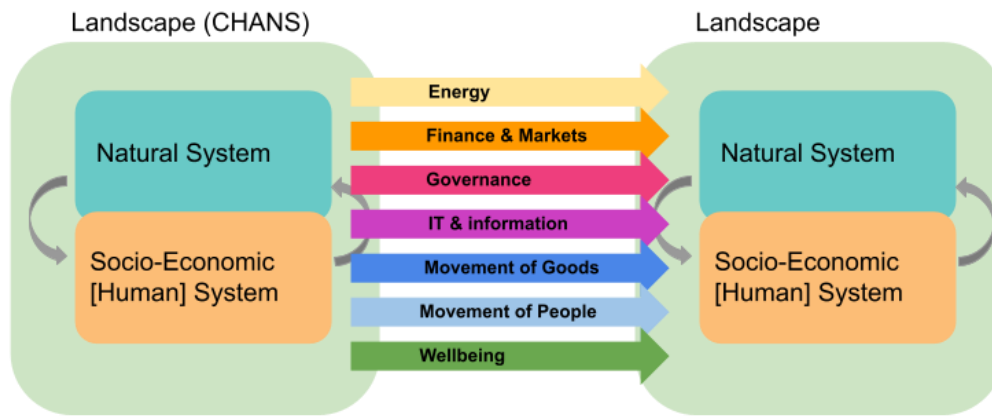 Landscape (CHANS)
Landscape
Natural System
Socio-Economic
[Human] System
Energy
Finance & Markets
Governance
IT & information
Movement of Goods
Movement of People
Wellbeing
Natural System
Socio-Economic
[Human] System